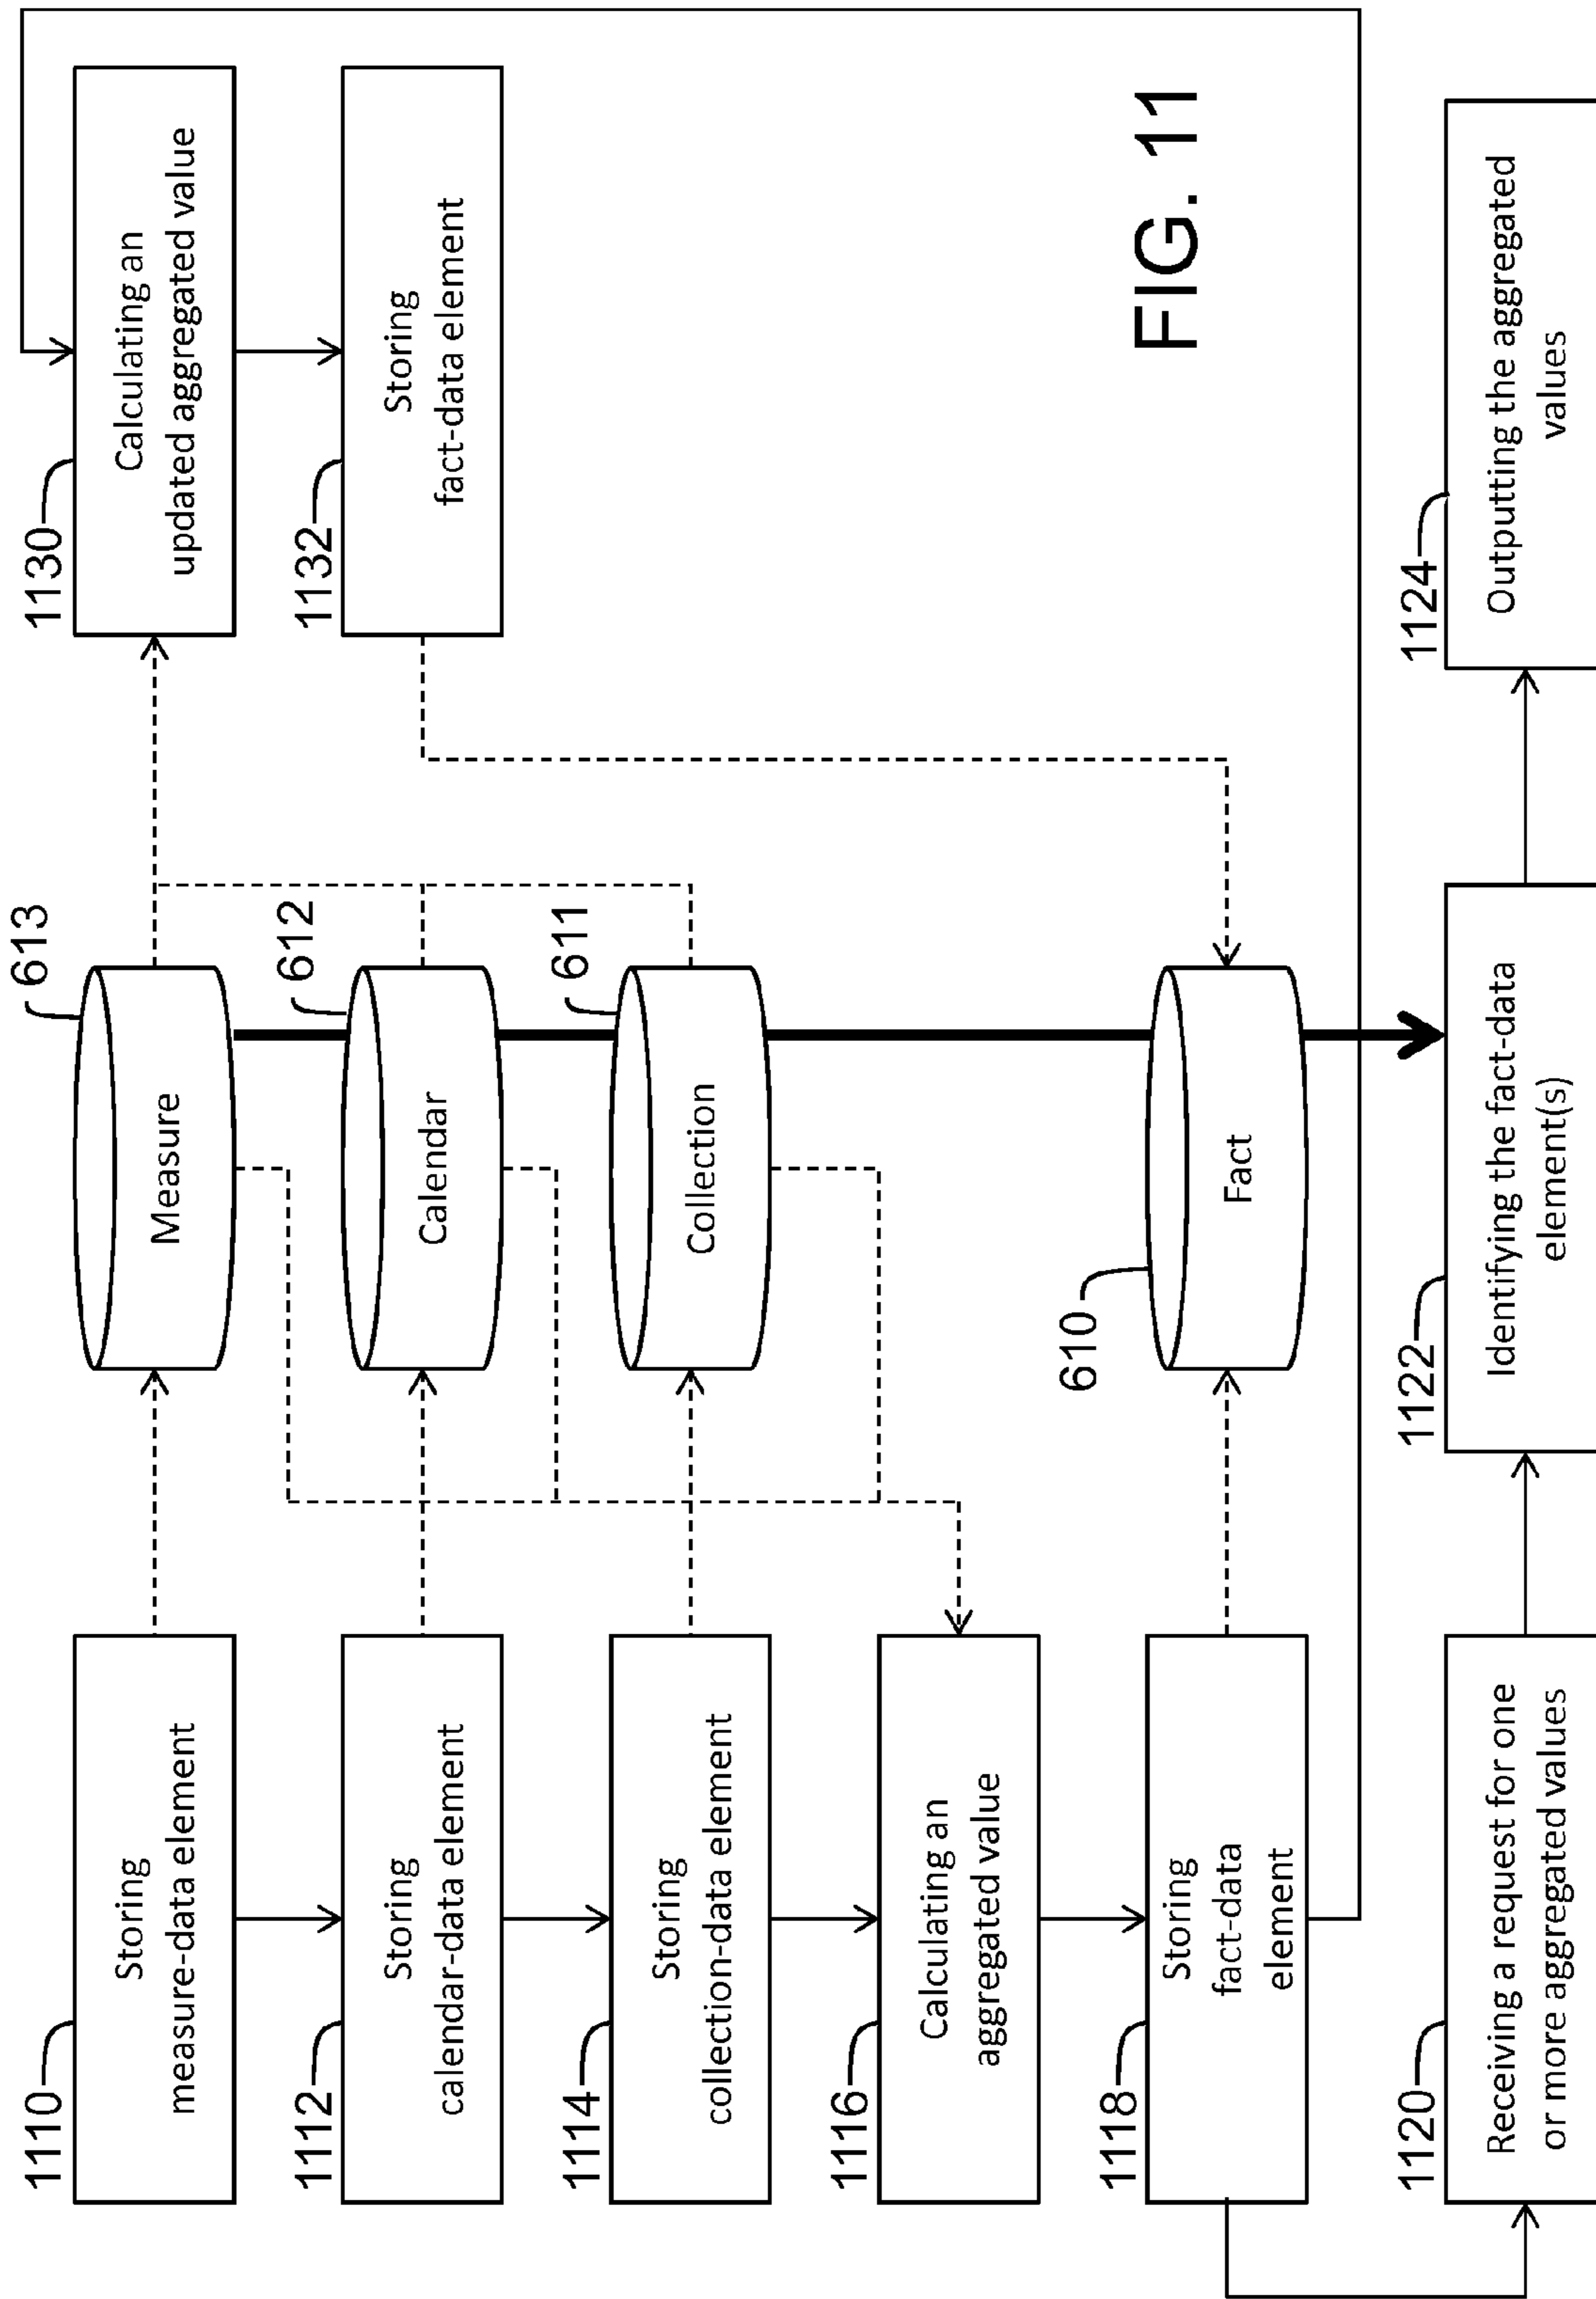 1110
Storing
measure-data element
1112
Storing
calendar-data element
1114
Storing
collection-data element
1116
Calculating an
aggregated value
1118
Storing
fact-data
element
1120
Receiving a request for one
or more aggregated values
613
Measure
612
Calendar
611
Collection
610
Fact
1122
Identifying the fact-data
element(s)
1130
Calculating an
updated aggregated value
1132
Storing
fact-data element
1124
Outputting the aggregated
values
FIG. 11